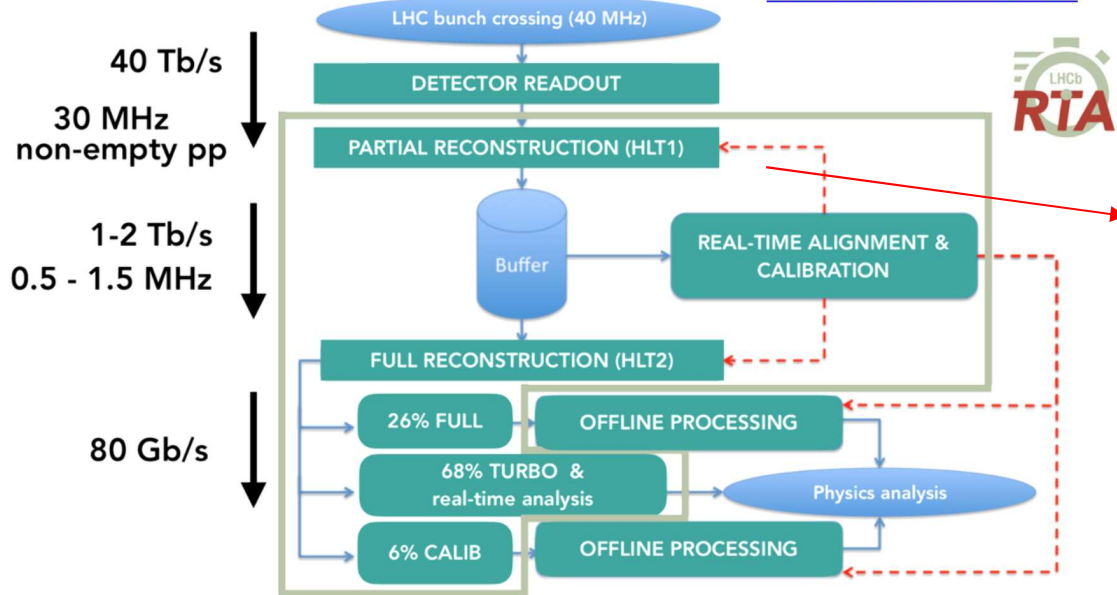 LHC bunch crossing (40 MHz)
40 Tb/s
DETECTOR READOUT
LHCb
RTA
30 MHz
non-empty pp
PARTIAL RECONSTRUCTION (HLT1)
1-2 Tb/s
0.5 - 1.5 MHz
Buffer
REAL-TIME ALIGNMENT &
CALIBRATION
FULL RECONSTRUCTION (HLT2)
80 Gb/s
26% FULL
OFFLINE PROCESSING
68% TURBO &
real-time analysis
Physics analysis
6% CALIB
OFFLINE PROCESSING